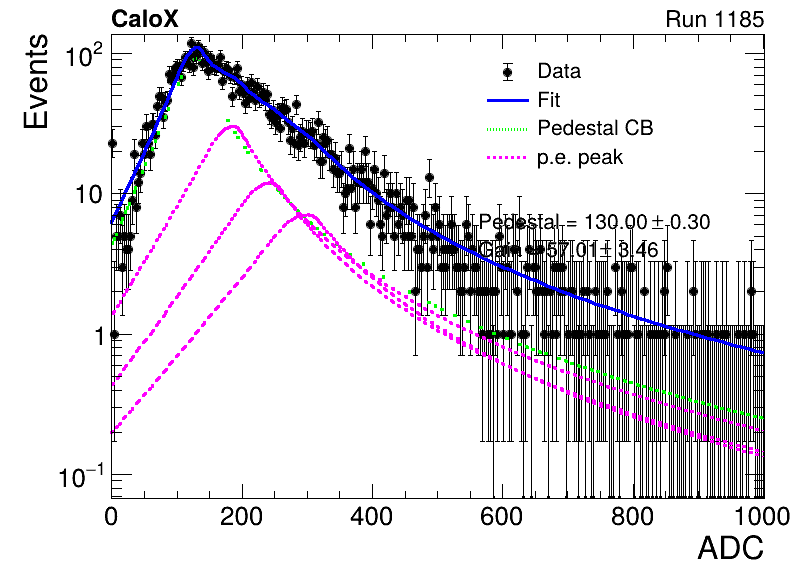 CaloX Run 1185
Events
10²
10
1
10⁻¹
Data
Fit
Pedestal CB
p.e. peak
Pedestal = 130.00 ± 0.30
Gain = 57.01 ± 3.46
0 200 400 600 800 1000
ADC